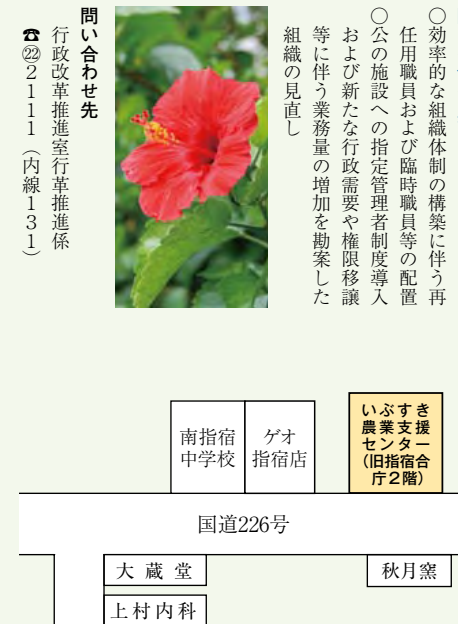 ○効率的な組織体制の構築に伴う再
任用職員および臨時職員等の配置
○公の施設への指定管理者制度導入
および新たな行政需要や権限移譲
等に伴う業務量の増加を勘案した
組織の見直し
問い合わせ先
行政改革推進室行革推進係
☎㉒2111（内線131）
南指宿
中学校
ゲオ
指宿店
いぶすき
農業支援
センター
(旧指宿合
庁2階)
国道226号
大蔵堂
秋月窯
上村内科